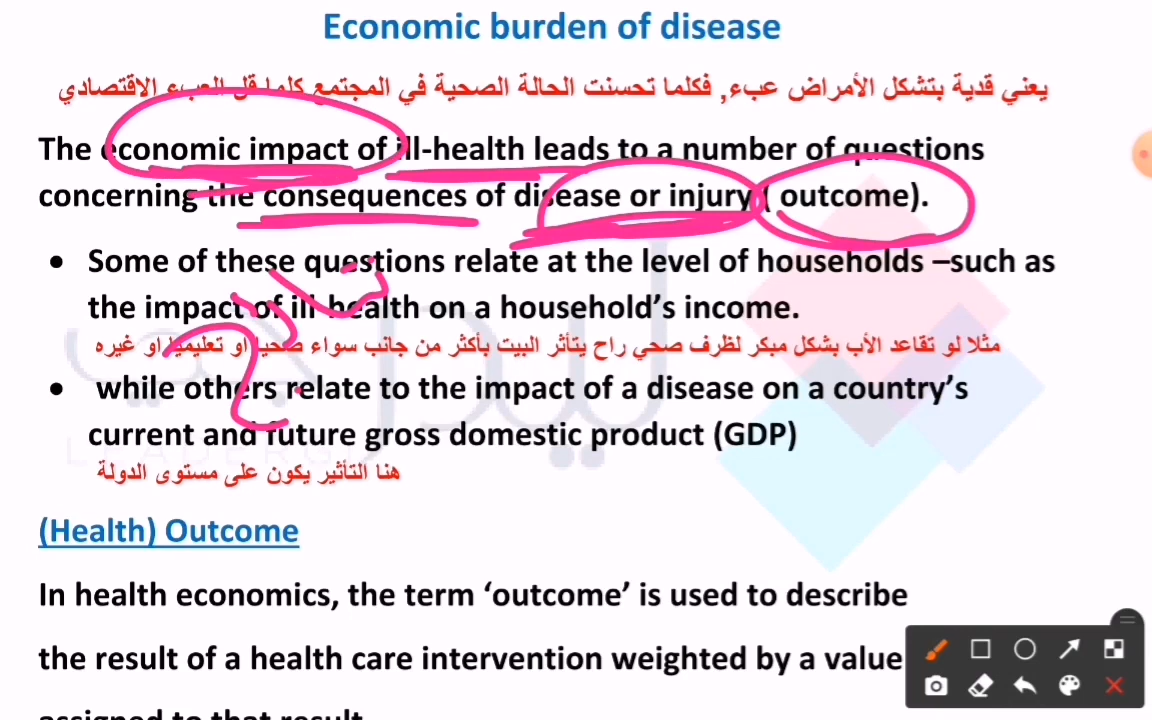 Economic burden of disease
يعني قدية بتشكل الأمراض عبء, فكلما تحسنت الحالة الصحية في المجتمع كلما قل العبء الاقتصادي
The economic impact of ill-health leads to a number of questions
concerning the consequences of disease or injury ( outcome).
• Some of these questions relate at the level of households –such as
the impact of ill-health on a household’s income.
مثلا لو تقاعد الأب بشكل مبكر لظرف صحي راح يتأثر البيت بأكثر من جانب سواء صحيا او تعليميا او غيره
• while others relate to the impact of a disease on a country’s
current and future gross domestic product (GDP)
هنا التأثير يكون على مستوى الدولة
(Health) Outcome
In health economics, the term ‘outcome’ is used to describe
the result of a health care intervention weighted by a value
assigned to that result